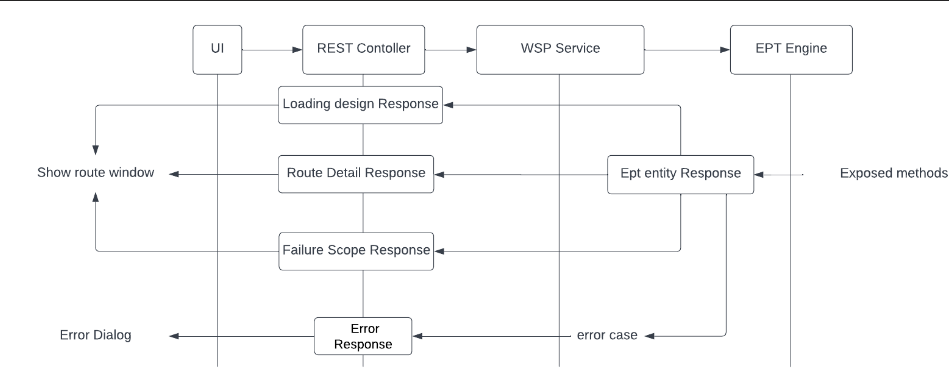 UI
REST Contoller
WSP Service
EPT Engine
Loading design Response
Show route window
Route Detail Response
Ept entity Response
Exposed methods
Failure Scope Response
Error Dialog
Error
Response
error case